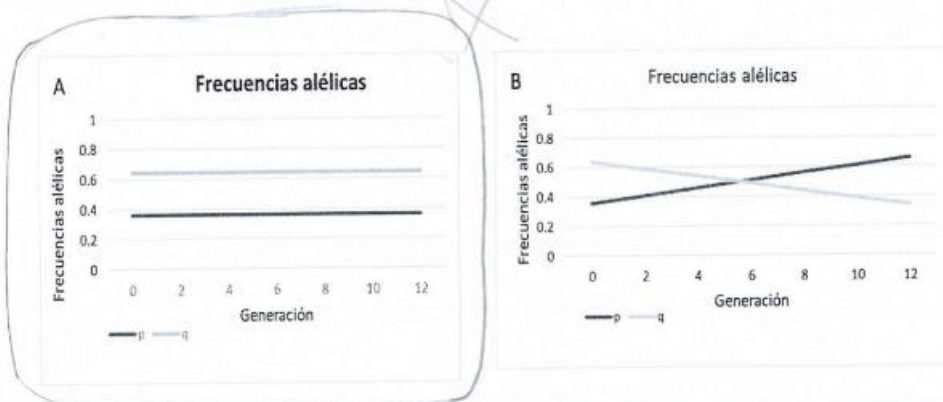 A
Frecuencias alélicas
Frecuencias alélicas
1
0.8
0.6
0.4
0.2
0
0 2 4 6 8 10 12
Generación
p q
B
Frecuencias alélicas
Frecuencias alélicas
1
0.8
0.6
0.4
0.2
0
0 2 4 6 8 10 12
Generación
p q